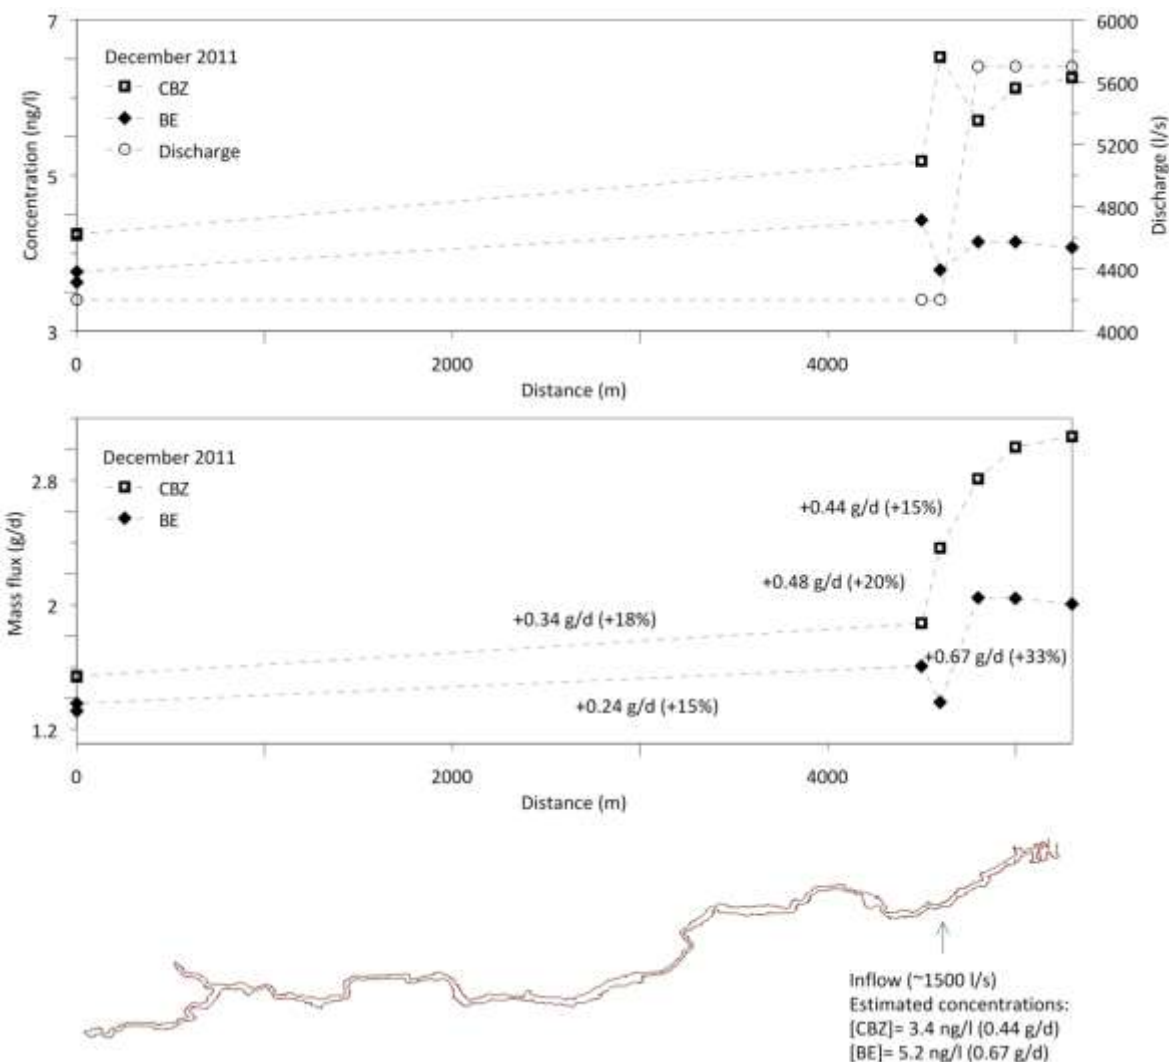 7
6000
December 2011
CBZ
BE
Discharge
5600
5
5200
4800
4400
3
4000
Concentration (ng/l)
Discharge (l/s)
0
2000
4000
Distance (m)
December 2011
CBZ
BE
2.8
+0.44 g/d (+15%)
+0.48 g/d (+20%)
2
+0.34 g/d (+18%)
+0.67 g/d (+33%)
+0.24 g/d (+15%)
1.2
Mass flux (g/d)
0
2000
4000
Distance (m)
Inflow (~1500 l/s)
Estimated concentrations:
[CBZ]= 3.4 ng/l (0.44 g/d)
[BE]= 5.2 ng/l (0.67 g/d)